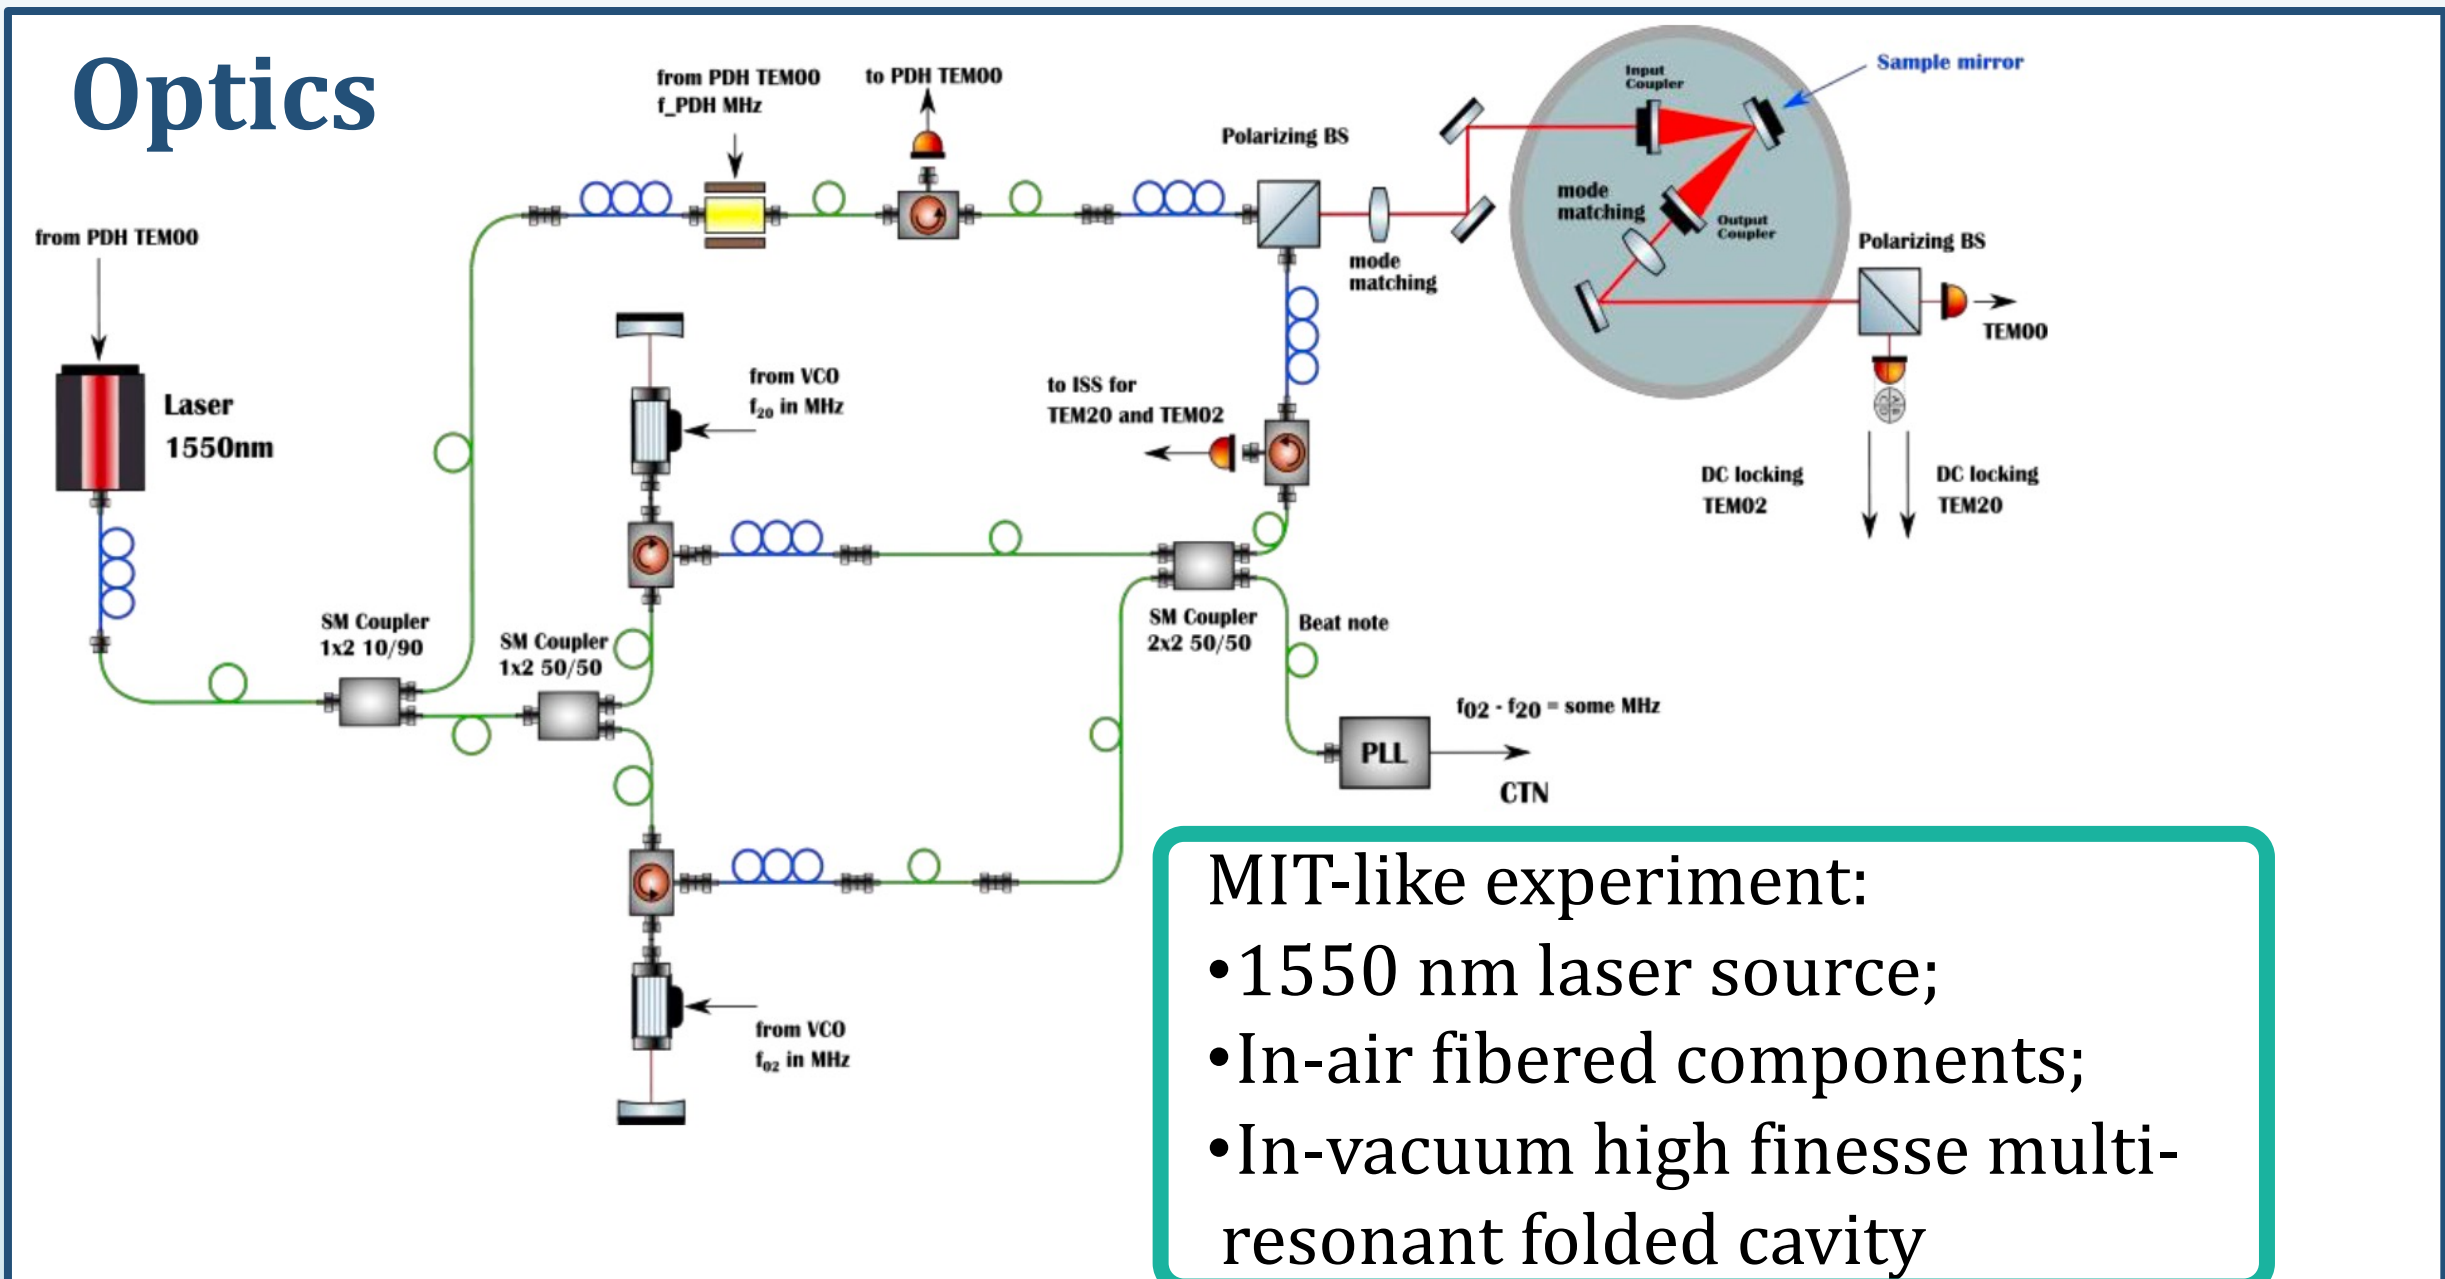 Optics
from PDH TEM00
f_PDH MHz
to PDH TEM00
Polarizing BS
Input
Coupler
Sample mirror
mode
matching
Output
Coupler
mode
matching
Polarizing BS
TEM00
from PDH TEM00
Laser
1550nm
from VCO
f₂₀ in MHz
to ISS for
TEM20 and TEM02
DC locking
TEM02
DC locking
TEM20
SM Coupler
1x2 10/90
SM Coupler
1x2 50/50
SM Coupler
2x2 50/50
Beat note
f02 - f20 = some MHz
PLL
CTN
from VCO
f₀₂ in MHz
MIT-like experiment:
•1550 nm laser source;
•In-air fibered components;
•In-vacuum high finesse multi-
resonant folded cavity